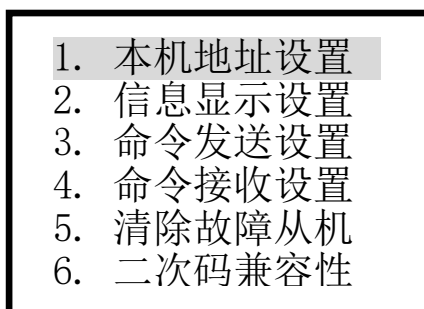 1. 本机地址设置
2. 信息显示设置
3. 命令发送设置
4. 命令接收设置
5. 清除故障从机
6. 二次码兼容性